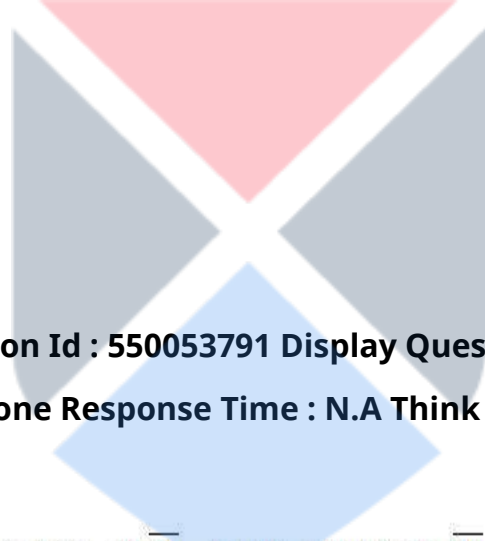 on Id : 550053791 Display Ques
one Response Time : N.A Think